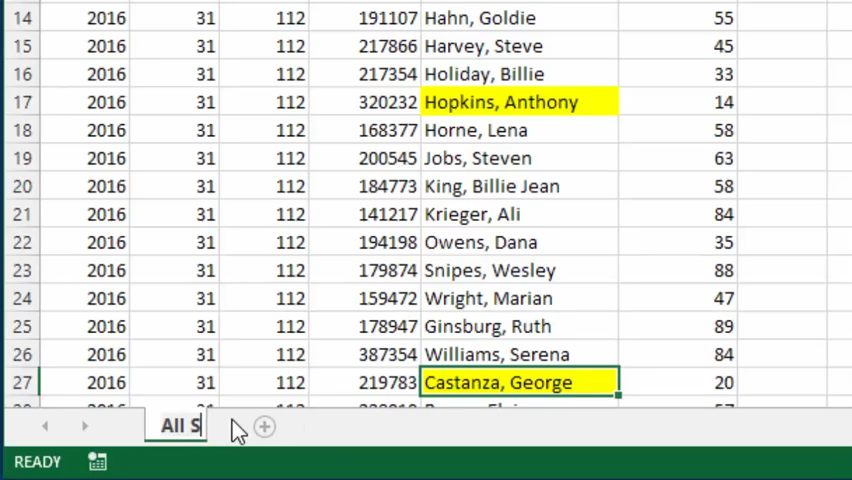 14 2016 31 112 191107 Hahn, Goldie 55
15 2016 31 112 217866 Harvey, Steve 45
16 2016 31 112 217354 Holiday, Billie 33
17 2016 31 112 320232 Hopkins, Anthony 14
18 2016 31 112 168377 Horne, Lena 58
19 2016 31 112 200545 Jobs, Steven 63
20 2016 31 112 184773 King, Billie Jean 58
21 2016 31 112 141217 Krieger, Ali 84
22 2016 31 112 194198 Owens, Dana 35
23 2016 31 112 179874 Snipes, Wesley 88
24 2016 31 112 159472 Wright, Marian 47
25 2016 31 112 178947 Ginsburg, Ruth 89
26 2016 31 112 387354 Williams, Serena 84
27 2016 31 112 219783 Castanza, George 20
All S
READY